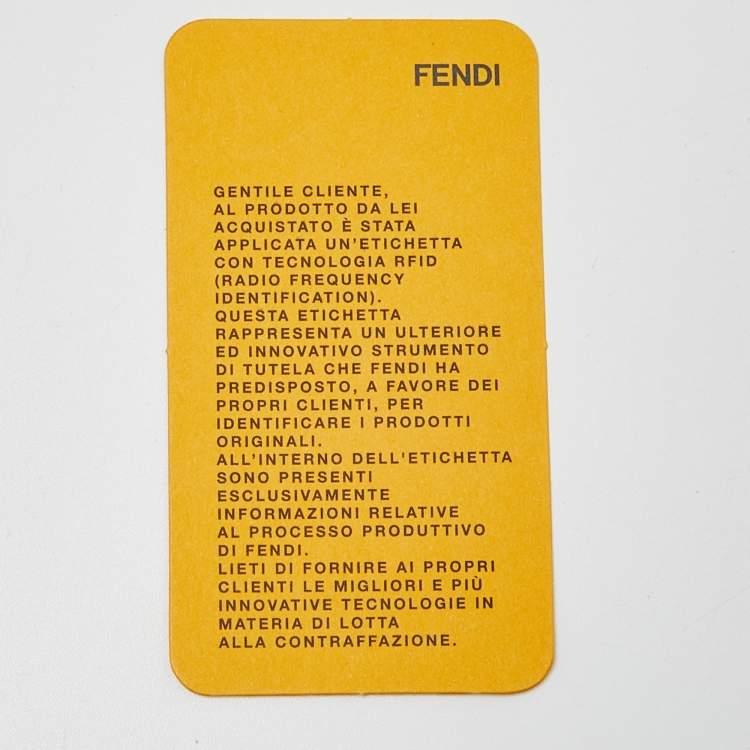 FENDI
GENTILE CLIENTE,
AL PRODOTTO DA LEI
ACQUISTATO È STATA
APPLICATA UN'ETICHETTA
CON TECNOLOGIA RFID
(RADIO FREQUENCY
IDENTIFICATION).
QUESTA ETICHETTA
RAPPRESENTA UN ULTERIORE
ED INNOVATIVO STRUMENTO
DI TUTELA CHE FENDI HA
PREDISPOSTO, A FAVORE DEI
PROPRI CLIENTI, PER
IDENTIFICARE I PRODOTTI
ORIGINALI.
ALL'INTERNO DELL'ETICHETTA
SONO PRESENTI
ESCLUSIVAMENTE
INFORMAZIONI RELATIVE
AL PROCESSO PRODUTTIVO
DI FENDI.
LIETI DI FORNIRE AI PROPRI
CLIENTI LE MIGLIORI E PIÙ
INNOVATIVE TECNOLOGIE IN
MATERIA DI LOTTA
ALLA CONTRAFFAZIONE.